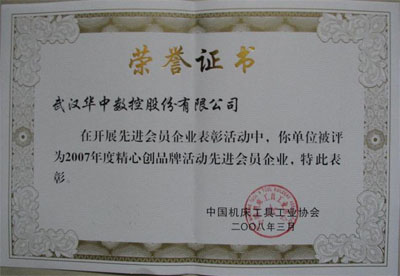 荣誉证书
武汉华中数控股份有限公司
在开展先进会员企业表彰活动中，你单位被评
为2007年度精心创品牌活动先进会员企业，特此表
彰。
中国机床工具工业协会
二〇〇八年三月